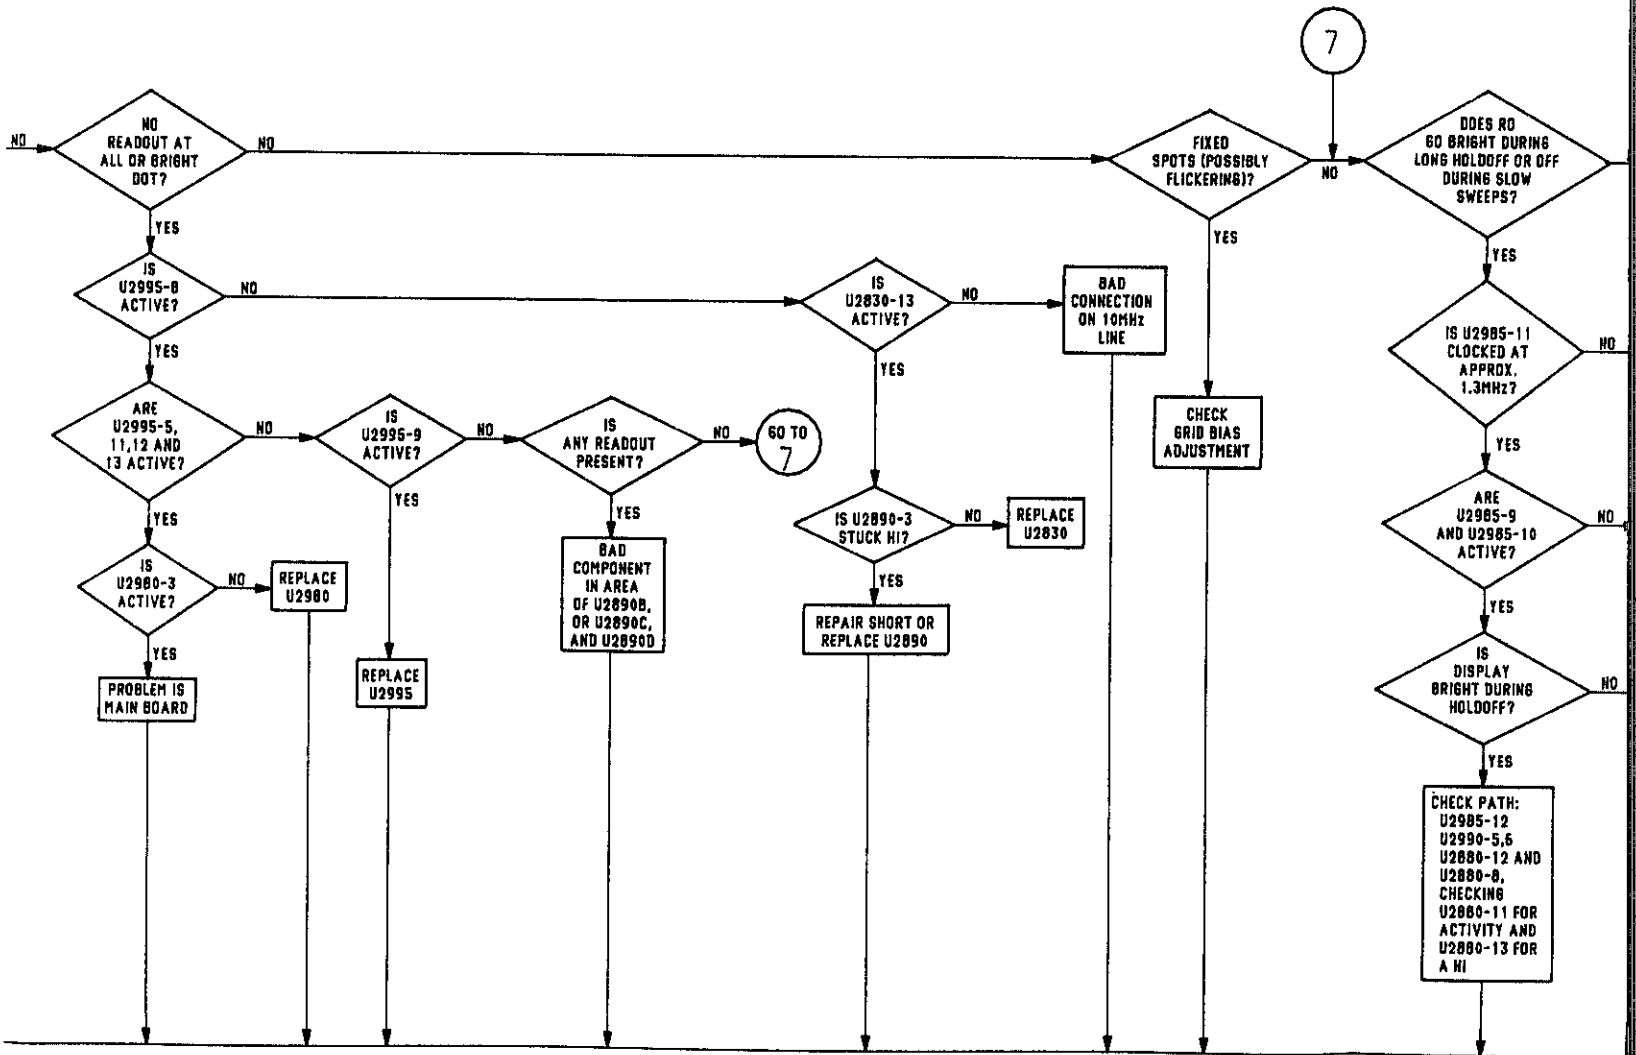 7
NO
NO
READOUT AT
ALL OR BRIGHT
DOT?
NO
YES
FIXED
SPOTS (POSSIBLY
FLICKERING)?
NO
YES
DOES RO
GO BRIGHT DURING
LONG HOLDOFF OR OFF
DURING SLOW
SWEEPS?
YES
IS
U2995-8
ACTIVE?
NO
YES
IS
U2830-13
ACTIVE?
NO
YES
BAD
CONNECTION
ON 10MHz
LINE
IS U2985-11
CLOCKED AT
APPROX.
1.3MHz?
NO
YES
ARE
U2995-5,
11,12 AND
13 ACTIVE?
NO
YES
IS
U2995-9
ACTIVE?
NO
YES
IS
ANY READOUT
PRESENT?
NO
YES
GO TO
7
CHECK
GRID BIAS
ADJUSTMENT
IS U2890-3
STUCK HI?
NO
YES
REPLACE
U2830
ARE
U2985-9
AND U2985-10
ACTIVE?
NO
YES
IS
U2980-3
ACTIVE?
NO
YES
REPLACE
U2980
BAD
COMPONENT
IN AREA
OF U2890B,
OR U2890C,
AND U2890D
REPAIR SHORT OR
REPLACE U2890
PROBLEM IS
MAIN BOARD
REPLACE
U2995
IS
DISPLAY
BRIGHT DURING
HOLDOFF?
NO
YES
CHECK PATH:
U2985-12
U2990-5,6
U2880-12 AND
U2880-8,
CHECKING
U2880-11 FOR
ACTIVITY AND
U2880-13 FOR
A HI